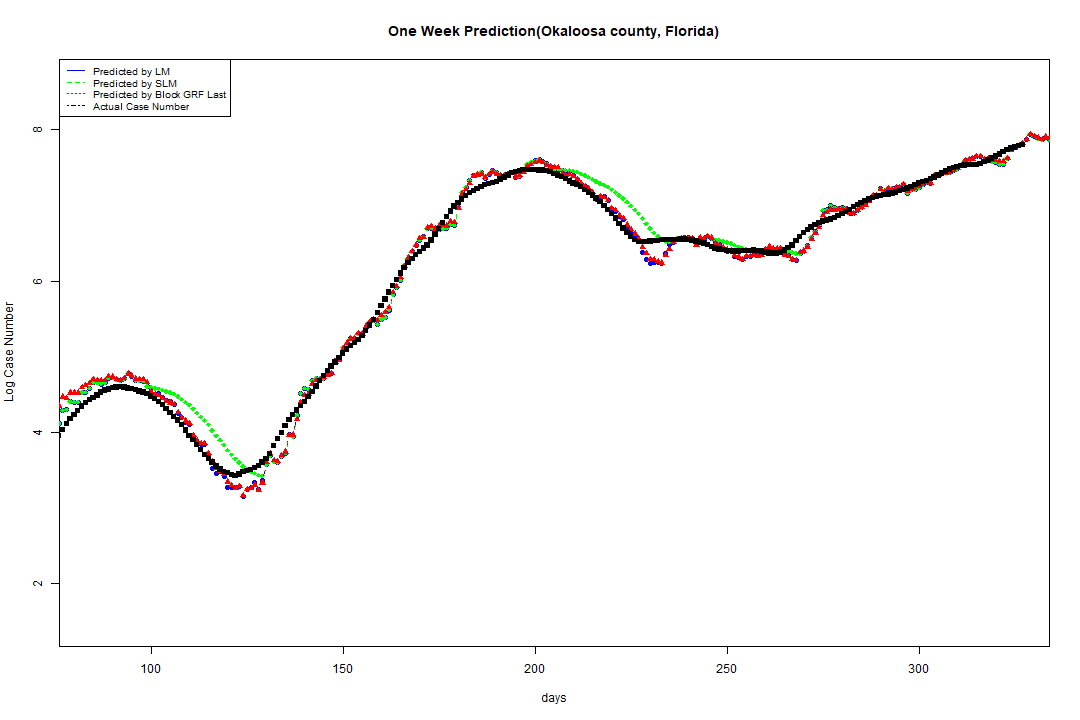 One Week Prediction(Okaloosa county, Florida)
Predicted by LM
Predicted by SLM
Predicted by Block GRF Last
Actual Case Number
Log Case Number
8
6
4
2
100 150 200 250 300
days